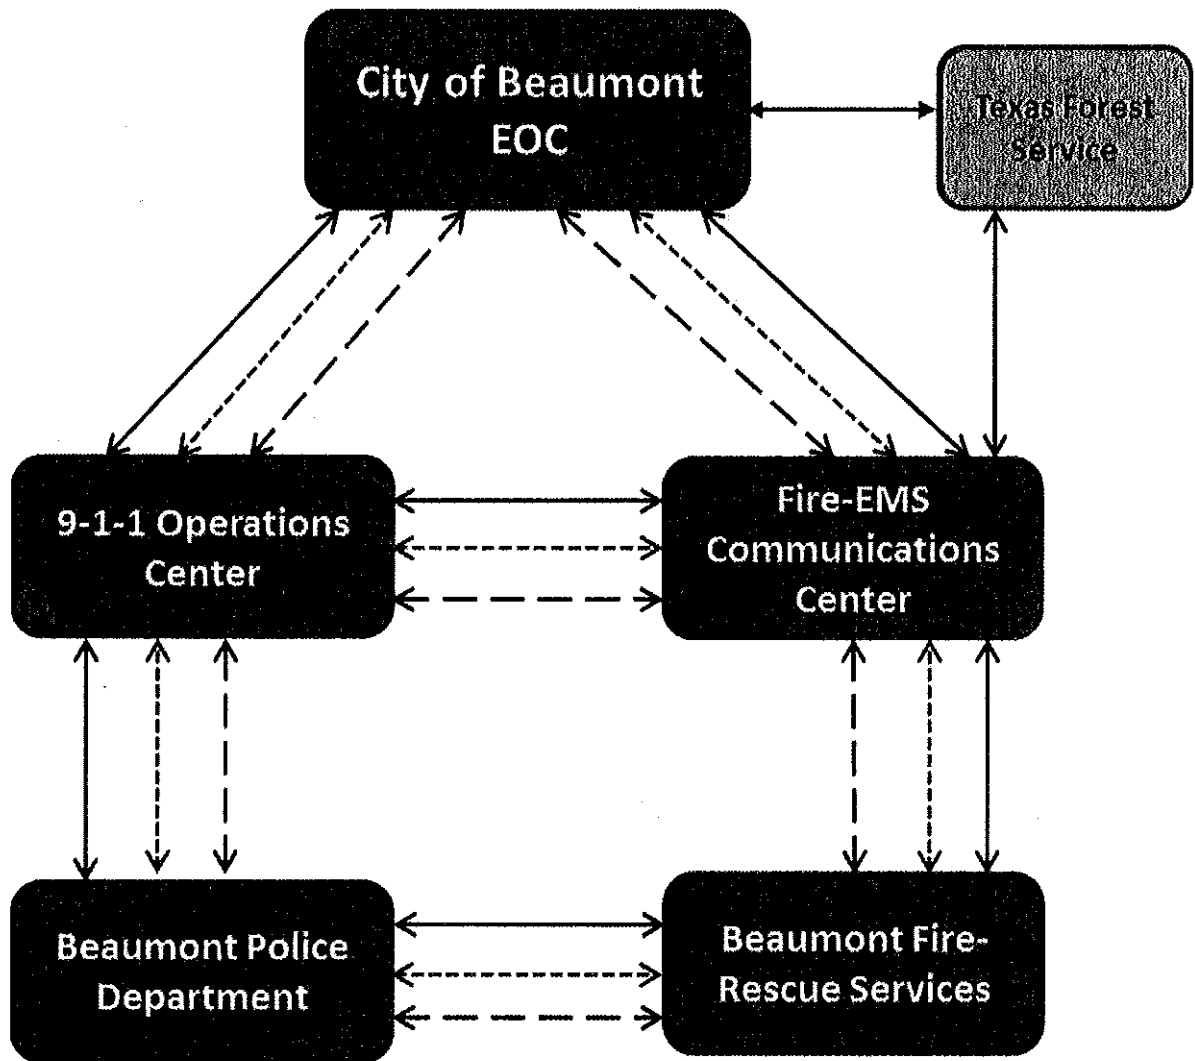 City of Beaumont
EOC
Texas Forest
Service
9-1-1 Operations
Center
Fire-EMS
Communications
Center
Beaumont Police
Department
Beaumont Fire-
Rescue Services